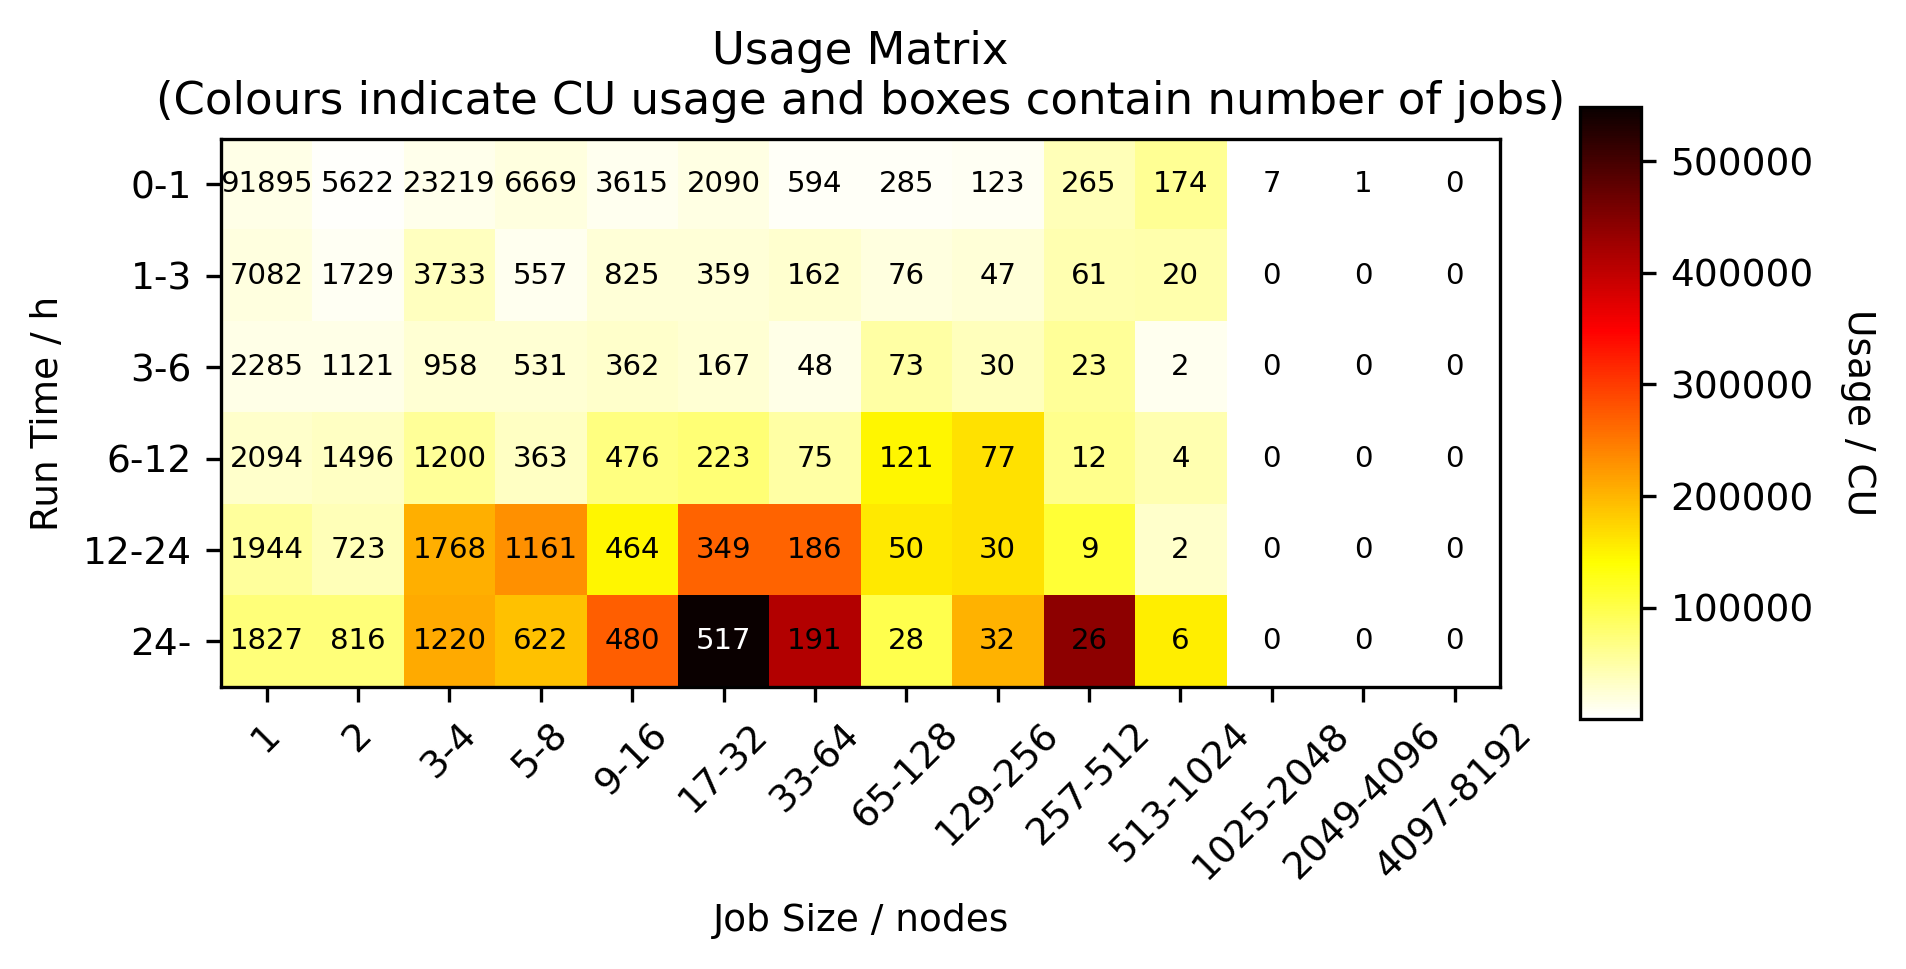 Usage Matrix
(Colours indicate CU usage and boxes contain number of jobs)
0-1 91895 5622 23219 6669 3615 2090 594 285 123 265 174 7 1 0
1-3 7082 1729 3733 557 825 359 162 76 47 61 20 0 0 0
3-6 2285 1121 958 531 362 167 48 73 30 23 2 0 0 0
6-12 2094 1496 1200 363 476 223 75 121 77 12 4 0 0 0
12-24 1944 723 1768 1161 464 349 186 50 30 9 2 0 0 0
24- 1827 816 1220 622 480 517 191 28 32 26 6 0 0 0
Run Time / h
1 2 3-4 5-8 9-16 17-32 33-64 65-128 129-256 257-512 513-1024 1025-2048 2049-4096 4097-8192
Job Size / nodes
500000
400000
300000
200000
100000
Usage / CU